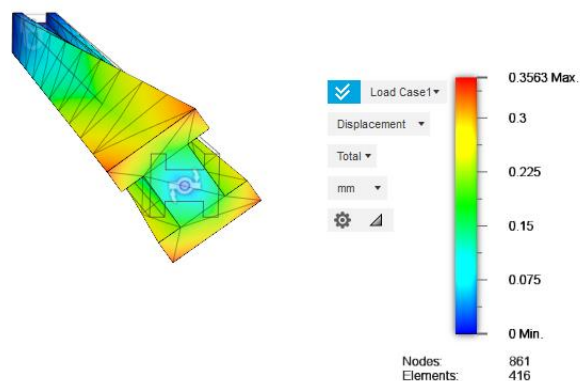 0.3563 Max.
Load Case1
0.3
Displacement
0.225
Total
mm
0.15
0.075
0 Min.
Nodes: 861
Elements: 416